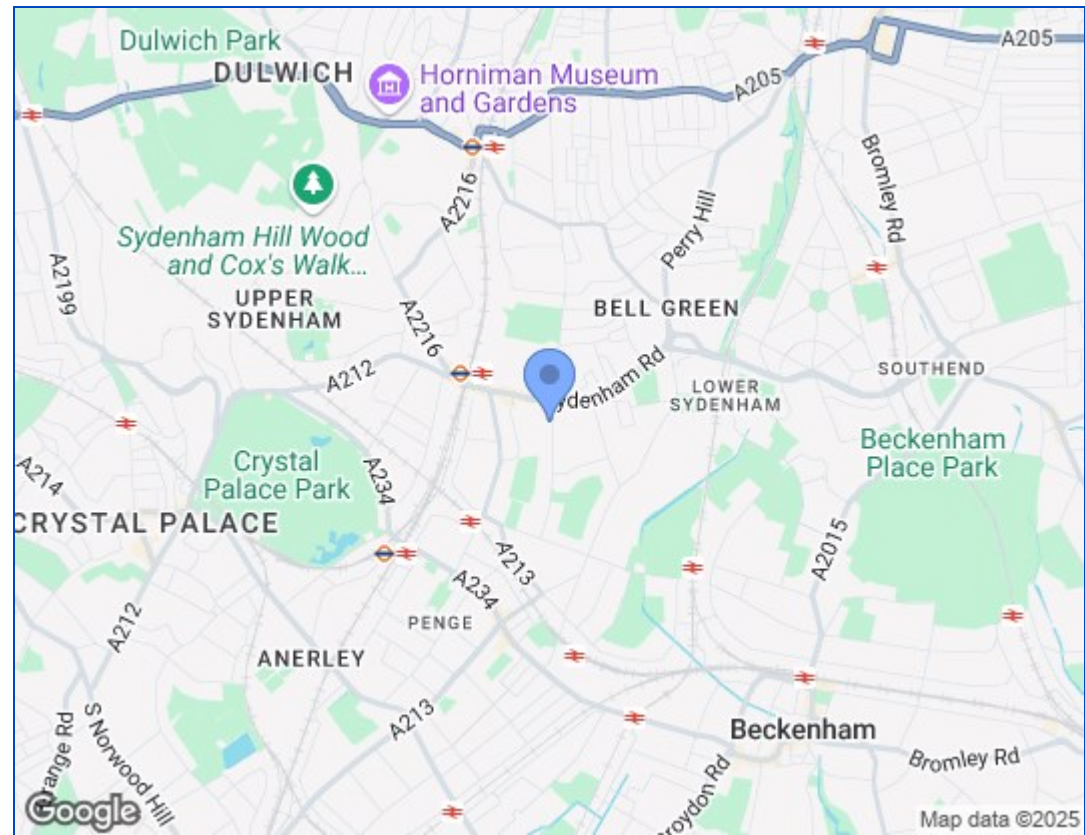 Dulwich Park
DULWICH
Horniman Museum
and Gardens
A205
A205
A2216
Bromley Rd
Perry Hill
Sydenham Hill Wood
and Cox's Walk...
A2199
UPPER
SYDENHAM
A2216
BELL GREEN
A212
Sydenham Rd
SOUTHEND
LOWER
SYDENHAM
Beckenham
Place Park
Crystal
Palace Park
A234
A214
CRYSTAL PALACE
A213
A2015
A234
A212
PENGE
ANERLEY
A213
S Norwood Hill
Grange Rd
Beckenham
Bromley Rd
Croydon Rd
Google
Map data ©2025